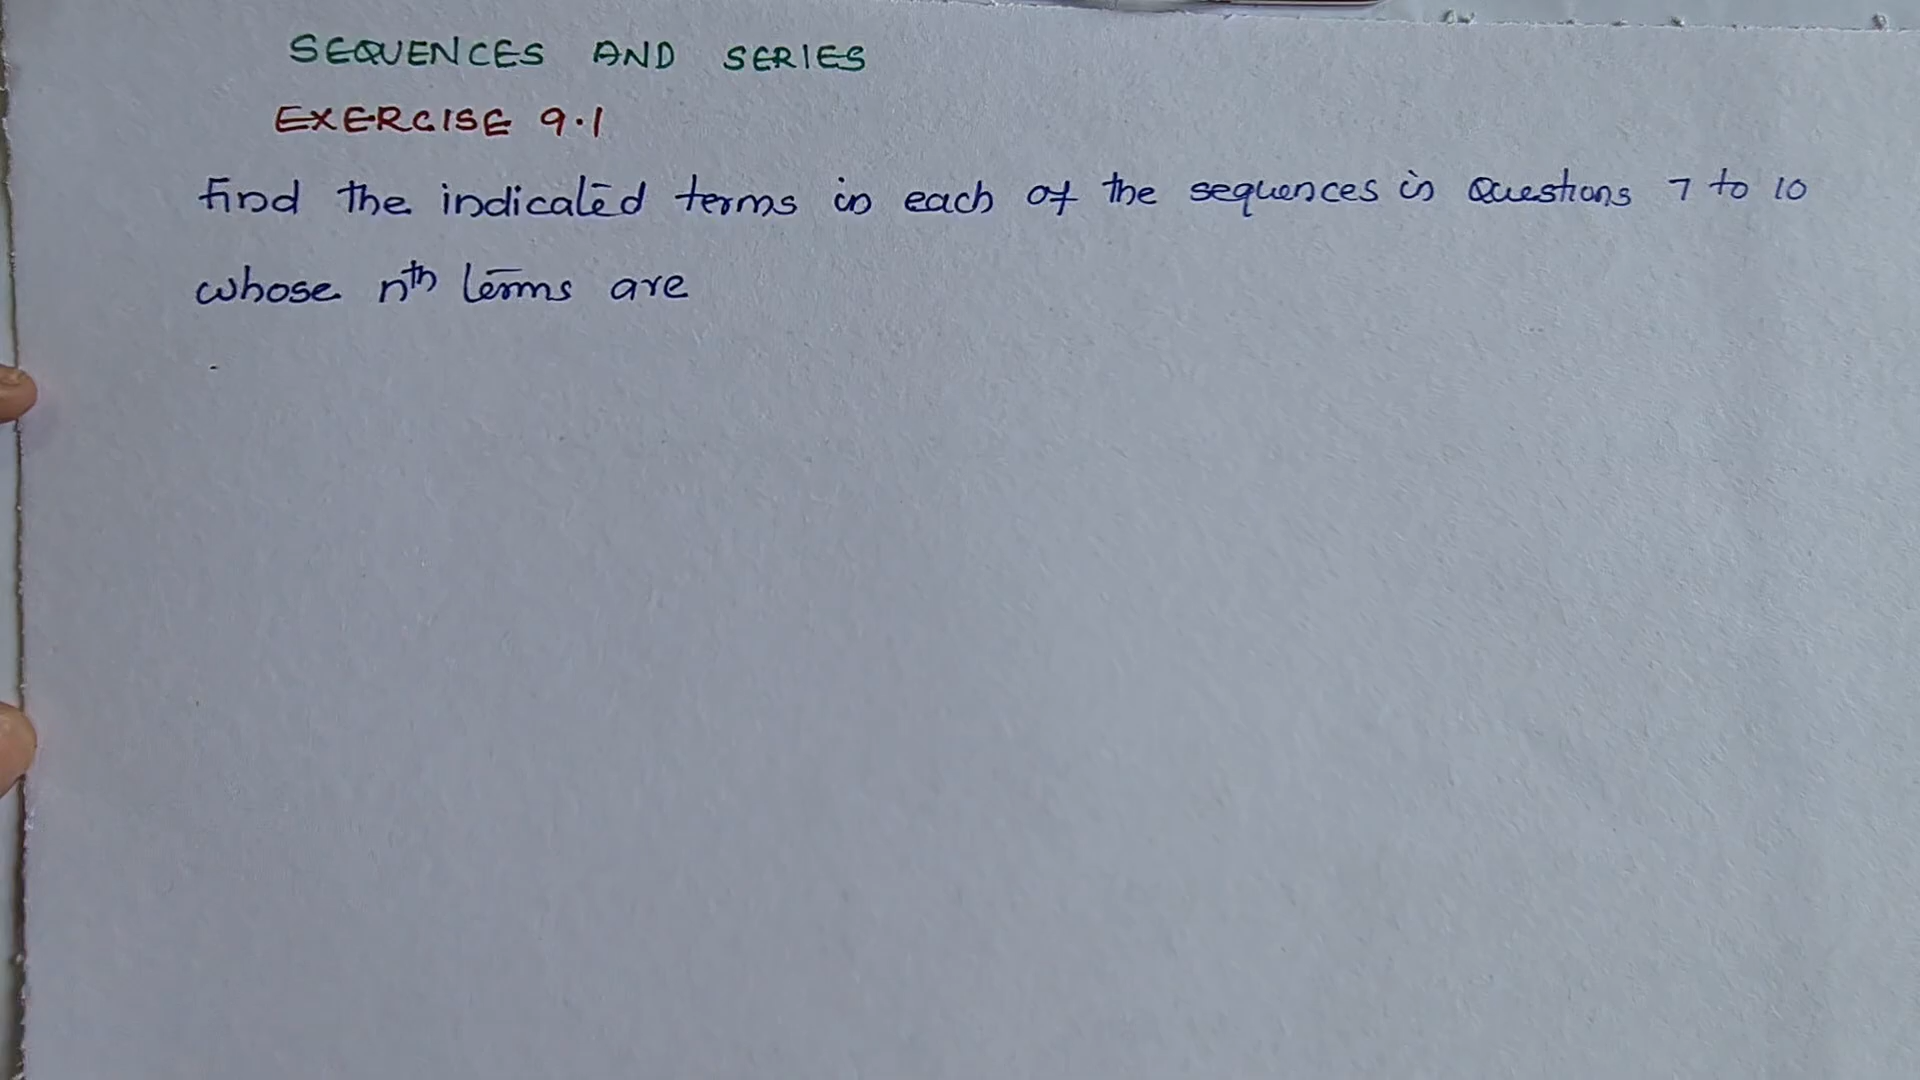 SEQUENCES AND SERIES
EXERCISE 9.1
find the indicated terms in each of the sequences in Questions 7 to 10
whose nth terms are